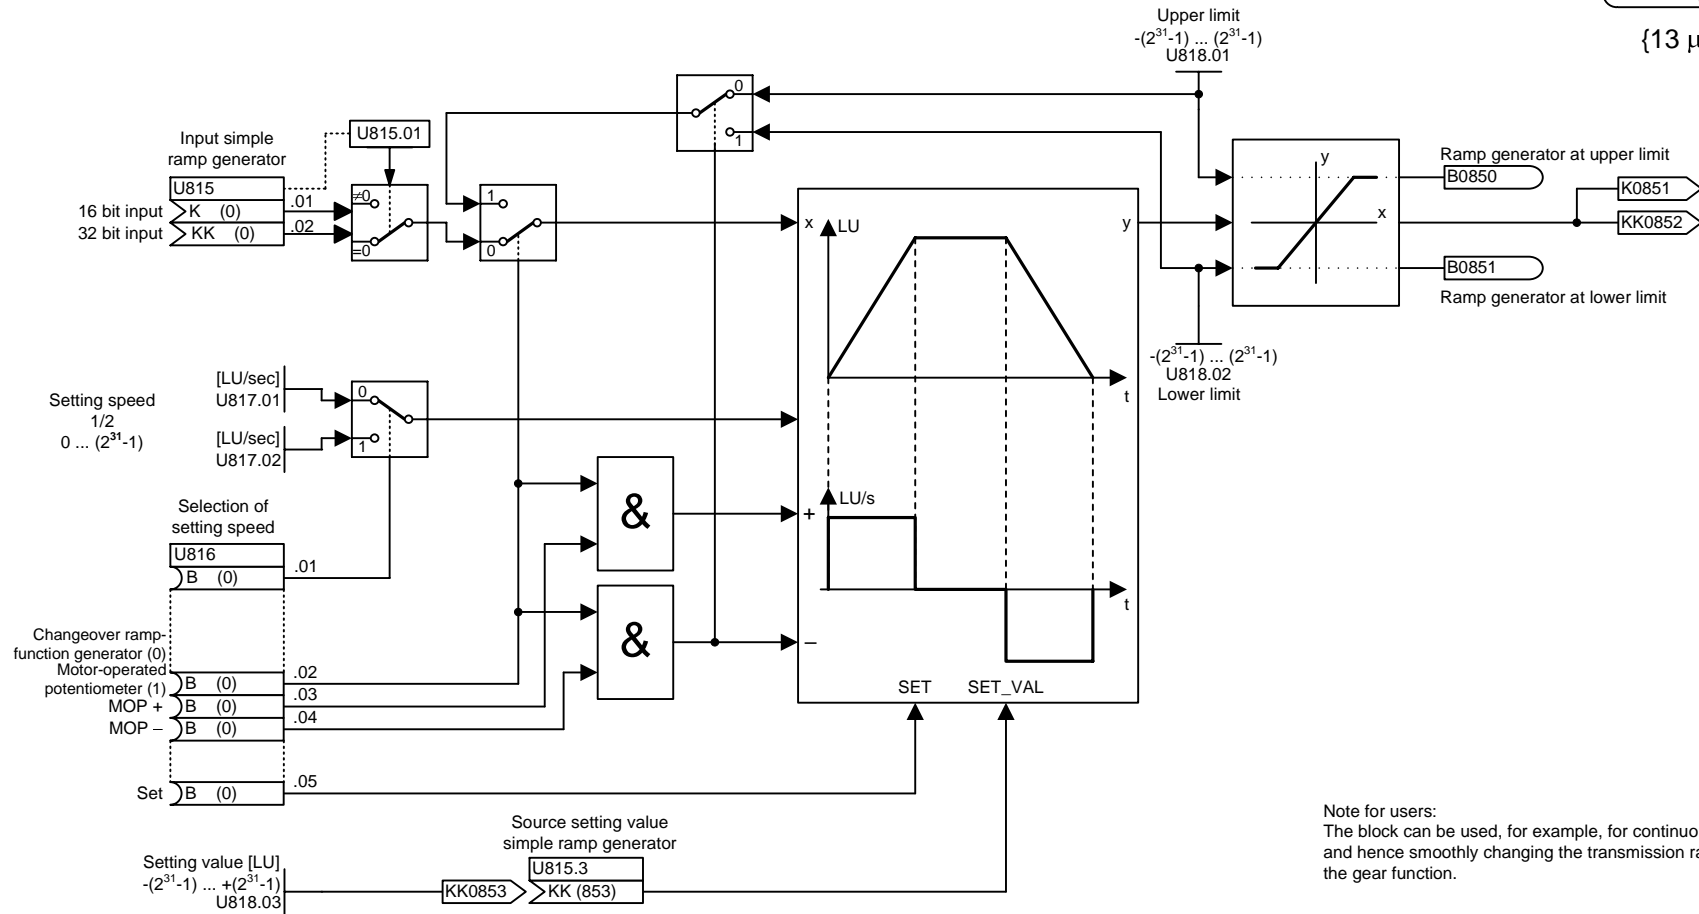 Upper limit
-(2³¹-1) ... (2³¹-1)
U818.01
{13 μ
0
1
Input simple
ramp generator
U815.01
U815
16 bit input
K (0)
.01
32 bit input
KK (0)
.02
≠0
=0
1
0
x
LU
y
t
y
x
Ramp generator at upper limit
B0850
K0851
KK0852
B0851
Ramp generator at lower limit
-(2³¹-1) ... (2³¹-1)
U818.02
Lower limit
Setting speed
1/2
0 ... (2³¹-1)
[LU/sec]
U817.01
[LU/sec]
U817.02
0
1
&
+
LU/s
t
&
–
Selection of
setting speed
U816
B (0)
.01
Changeover ramp-
function generator (0)
Motor-operated
potentiometer (1)
B (0)
.02
MOP +
B (0)
.03
MOP –
B (0)
.04
SET
SET_VAL
Set
B (0)
.05
Source setting value
simple ramp generator
Setting value [LU]
-(2³¹-1) ... +(2³¹-1)
U818.03
KK0853
U815.3
KK (853)
Note for users:
The block can be used, for example, for
and hence smoothly changing the transmission
the gear function.